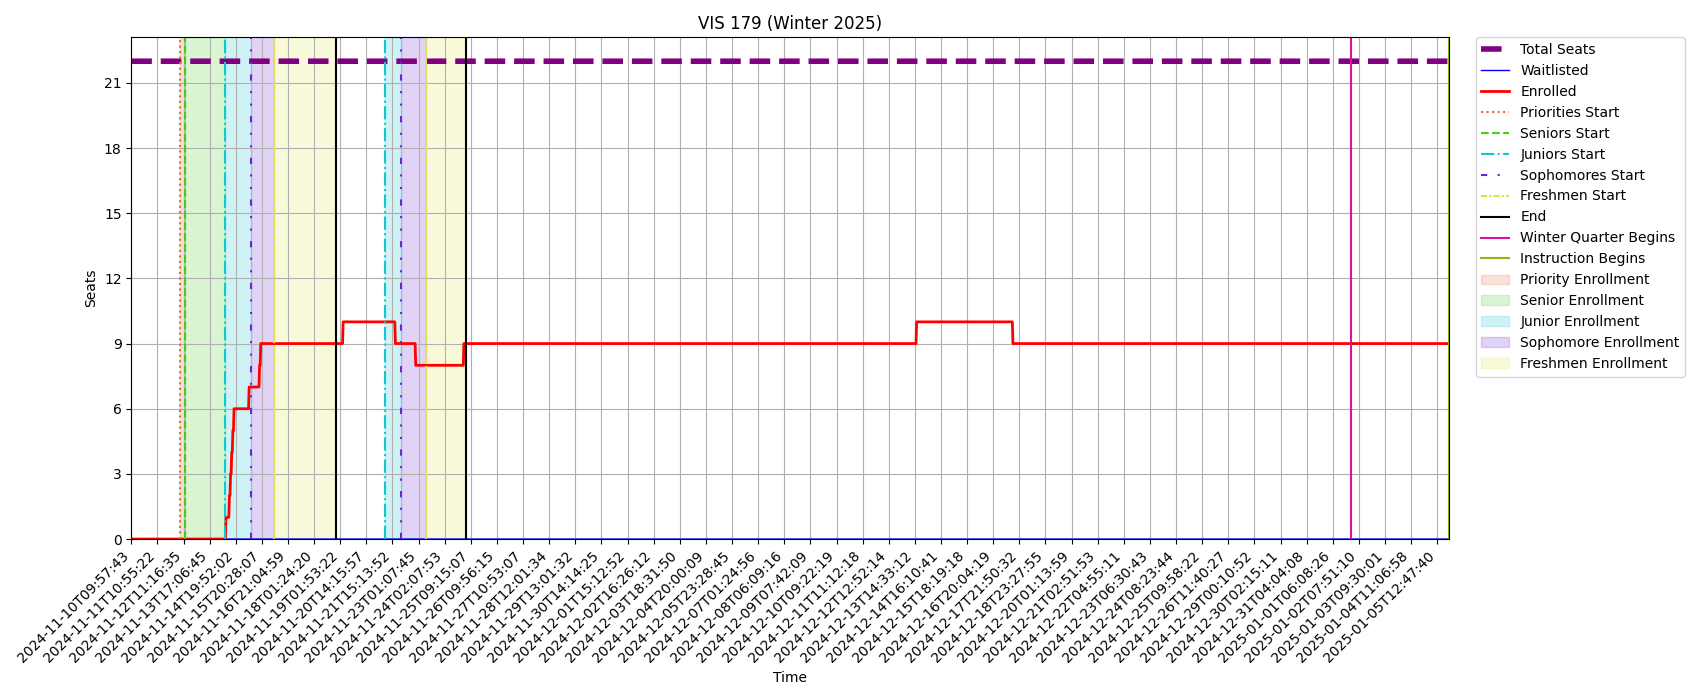 VIS 179 (Winter 2025)
Seats
21
18
15
12
9
6
3
0
2024-11-10T09:57:43
2024-11-11T10:55:22
2024-11-12T11:16:35
2024-11-13T17:06:45
2024-11-14T19:52:02
2024-11-15T20:28:07
2024-11-16T21:04:59
2024-11-18T01:24:20
2024-11-19T01:53:22
2024-11-20T14:15:57
2024-11-21T15:13:52
2024-11-23T01:07:45
2024-11-24T02:07:53
2024-11-25T09:15:07
2024-11-26T09:56:15
2024-11-27T10:53:07
2024-11-28T12:01:34
2024-11-29T13:01:32
2024-11-30T14:14:25
2024-12-01T15:12:52
2024-12-02T16:26:12
2024-12-03T18:31:50
2024-12-04T20:00:09
2024-12-05T23:28:45
2024-12-07T01:24:56
2024-12-08T06:09:16
2024-12-09T07:42:09
2024-12-10T09:22:19
2024-12-11T11:12:18
2024-12-12T12:52:14
2024-12-13T14:33:12
2024-12-14T16:10:41
2024-12-15T18:19:18
2024-12-16T20:04:19
2024-12-17T21:50:32
2024-12-18T23:27:55
2024-12-20T01:13:59
2024-12-21T02:51:53
2024-12-22T04:55:11
2024-12-23T06:30:43
2024-12-24T08:23:44
2024-12-25T09:58:22
2024-12-26T11:40:27
2024-12-29T00:10:52
2024-12-30T02:15:11
2024-12-31T04:04:08
2025-01-01T06:08:26
2025-01-02T07:51:10
2025-01-03T09:30:01
2025-01-04T11:06:58
2025-01-05T12:47:40
Time
Total Seats
Waitlisted
Enrolled
Priorities Start
Seniors Start
Juniors Start
Sophomores Start
Freshmen Start
End
Winter Quarter Begins
Instruction Begins
Priority Enrollment
Senior Enrollment
Junior Enrollment
Sophomore Enrollment
Freshmen Enrollment